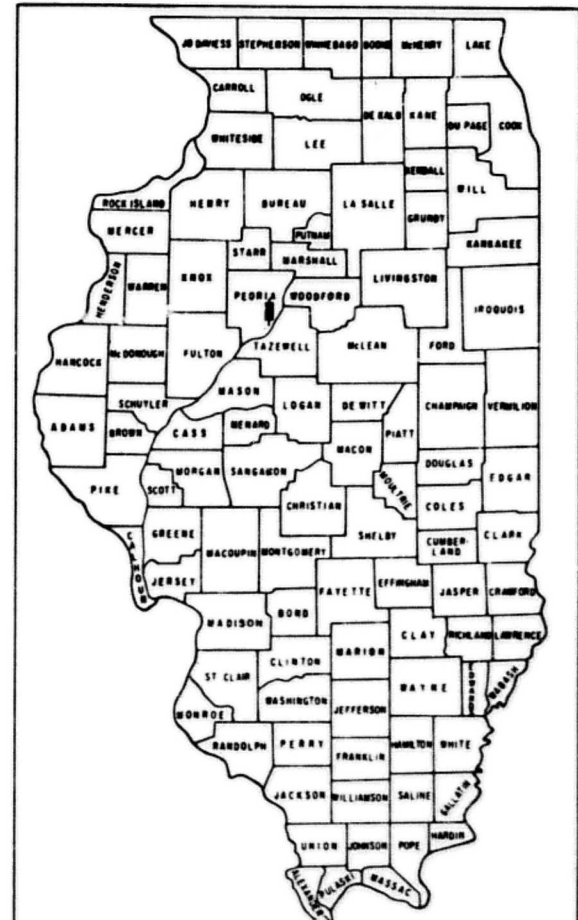 JO DAVIESS STEPHENSON WINNEBAGO BOONE McHENRY LAKE
CARROLL OGLE DE KALB KANE DU PAGE COOK
WHITESIDE LEE KENDALL WILL
ROCK ISLAND HENRY BUREAU LA SALLE GRUNDY
MERCER PUTNAM KANKAKEE
HENDERSON WARREN KNOX STARR MARSHALL LIVINGSTON IROQUOIS
PEORIA WOODFORD
HANCOCK McDONOUGH FULTON TAZEWELL McLEAN FORD
SCHUYLER MASON LOGAN DE WITT CHAMPAIGN VERMILION
ADAMS BROWN CASS MENARD PIATT
MACON
PIKE SCOTT MORGAN SANGAMON MOULTRIE DOUGLAS EDGAR
CHRISTIAN COLES
CALHOUN GREENE MACOUPIN MONTGOMERY SHELBY CUMBER-
LAND CLARK
JERSEY FAYETTE EFFINGHAM JASPER CRAWFORD
MADISON BOND CLAY RICHLAND LAWRENCE
ST CLAIR CLINTON MARION WAYNE EDWARDS WABASH
MONROE WASHINGTON JEFFERSON
RANDOLPH PERRY FRANKLIN HAMILTON WHITE
JACKSON WILLIAMSON SALINE GALLATIN
UNION JOHNSON POPE HARDIN
ALEXANDER PULASKI MASSAC